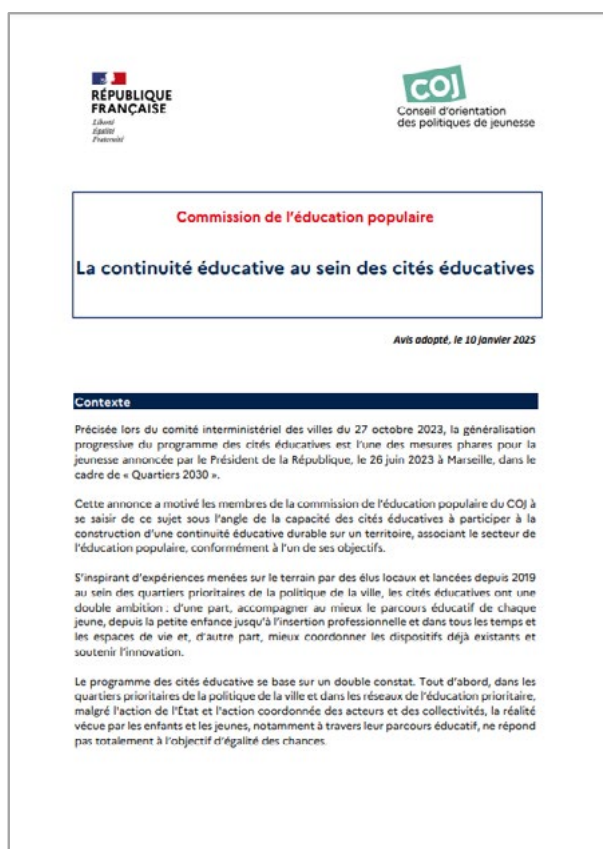 RÉPUBLIQUE
FRANÇAISE
Liberté
Égalité
Fraternité
COJ
Conseil d'orientation
des politiques de jeunesse
Commission de l'éducation populaire
La continuité éducative au sein des cités éducatives
Avis adopté, le 10 janvier 2025
Contexte
Précisée lors du comité interministériel des villes du 27 octobre 2023, la généralisation
progressive du programme des cités éducatives est l'une des mesures phares pour la
jeunesse annoncée par le Président de la République, le 26 juin 2023 à Marseille, dans le
cadre de « Quartiers 2030 ».
Cette annonce a motivé les membres de la commission de l'éducation populaire du COJ à
se saisir de ce sujet sous l'angle de la capacité des cités éducatives à participer à la
construction d'une continuité éducative durable sur un territoire, associant le secteur de
l'éducation populaire, conformément à l'un de ses objectifs.
S'inspirant d'expériences menées sur le terrain par des élus locaux et lancées depuis 2019
au sein des quartiers prioritaires de la politique de la ville, les cités éducatives ont une
double ambition : d'une part, accompagner au mieux le parcours éducatif de chaque
jeune, depuis la petite enfance jusqu'à l'insertion professionnelle et dans tous les temps et
les espaces de vie et, d'autre part, mieux coordonner les dispositifs déjà existants et
soutenir l'innovation.
Le programme des cités éducative se base sur un double constat. Tout d'abord, dans les
quartiers prioritaires de la politique de la ville et dans les réseaux de l'éducation prioritaire,
malgré l'action de l'État et l'action coordonnée des acteurs et des collectivités, la réalité
vécue par les enfants et les jeunes, notamment à travers leur parcours éducatif, ne répond
pas totalement à l'objectif d'égalité des chances.